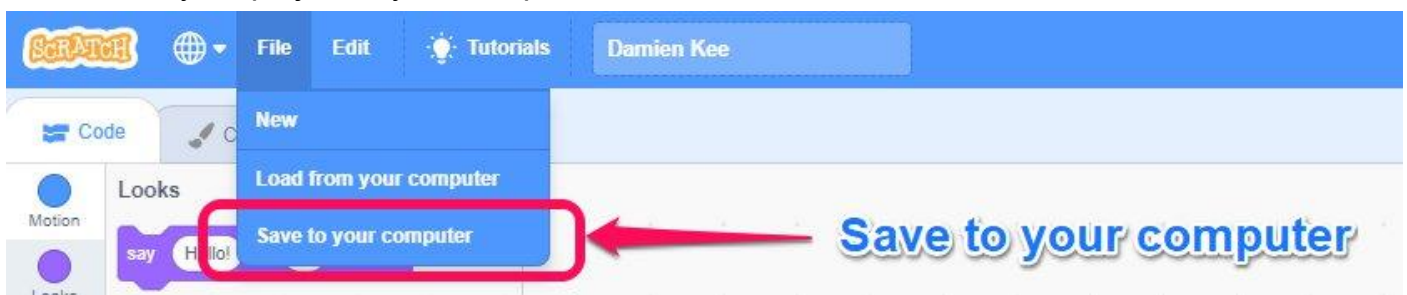 SCRATCH File Edit Tutorials Damien Kee
Code
New
Load from your computer
Looks
Motion
Save to your computer
say
Save to your computer